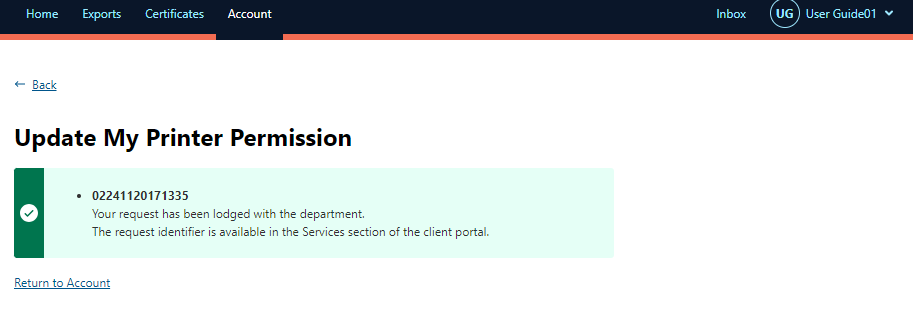 Home Exports Certificates Account Inbox UG User Guide01
← Back
Update My Printer Permission
• 02241120171335
Your request has been lodged with the department.
The request identifier is available in the Services section of the client portal.
Return to Account